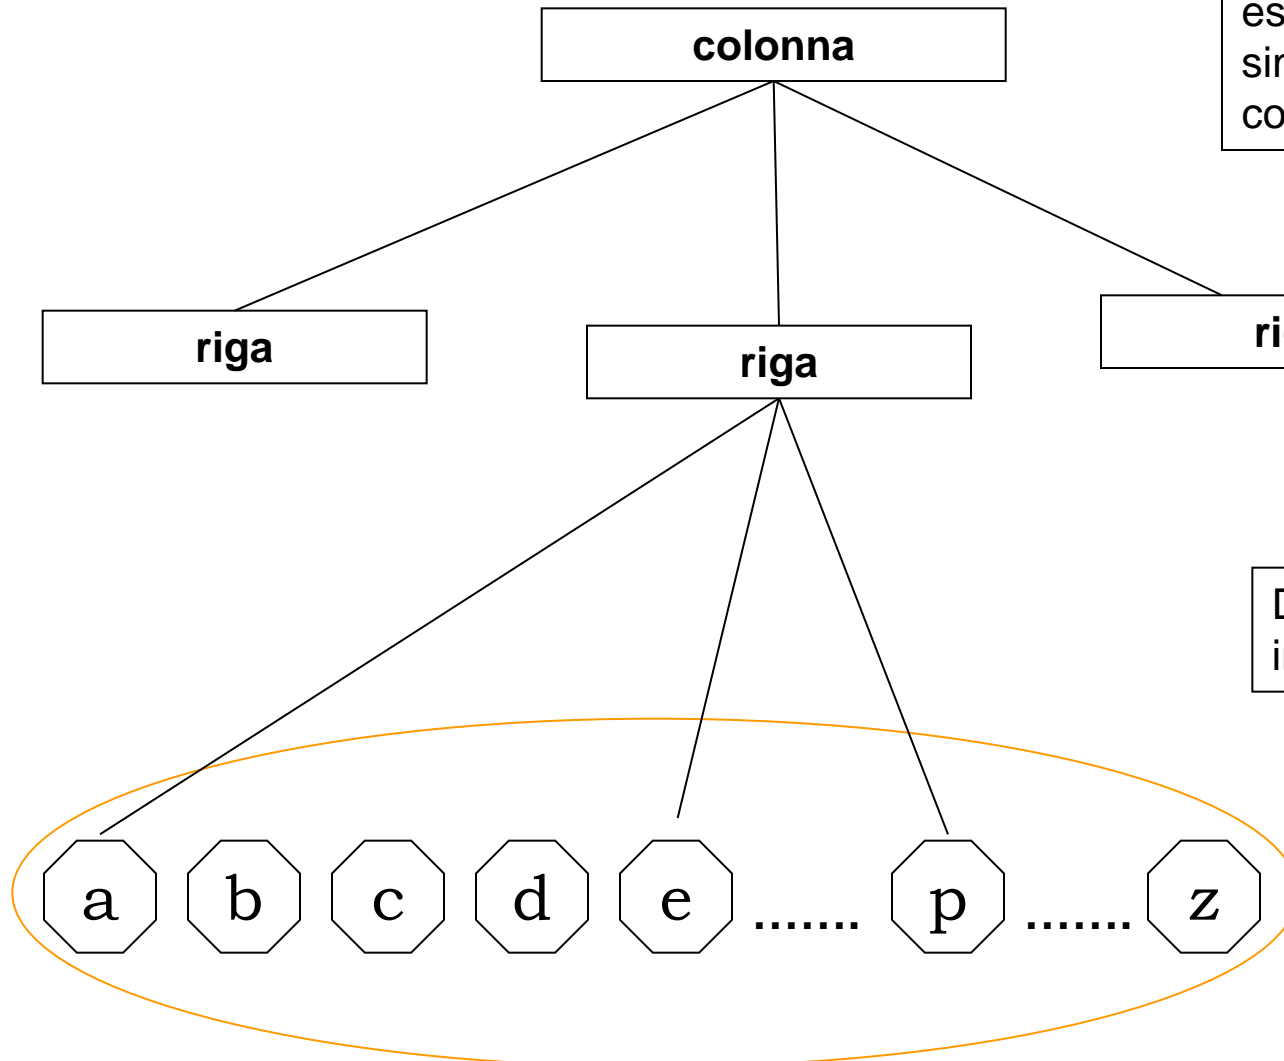 colonna
riga
riga
a b c d e ....... p ....... z